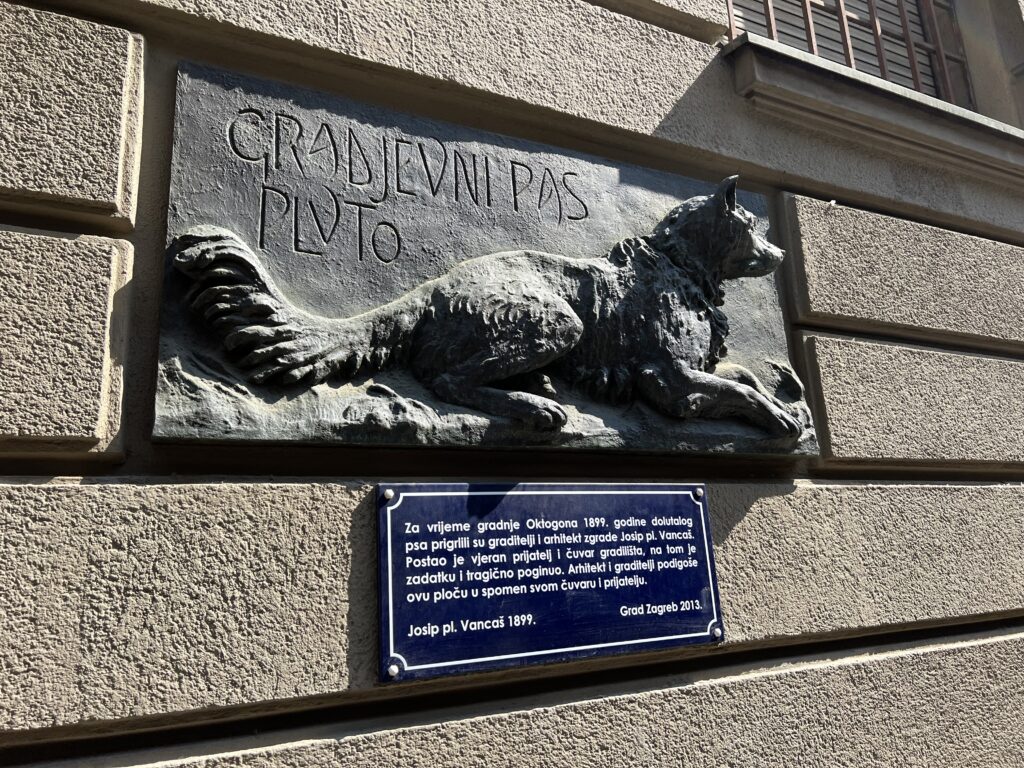 GRADJEVNI PAS
PLUTO
Za vrijeme gradnje Oktogona 1899. godine dolutalog
psa prigrlili su graditelji i arhitekt zgrade Josip pl. Vancaš.
Postao je vjeran prijatelj i čuvar gradilišta, na tom je
zadatku i tragično poginuo. Arhitekt i graditelji podigoše
ovu ploču u spomen svom čuvaru i prijatelju.
Grad Zagreb 2013.
Josip pl. Vancaš 1899.